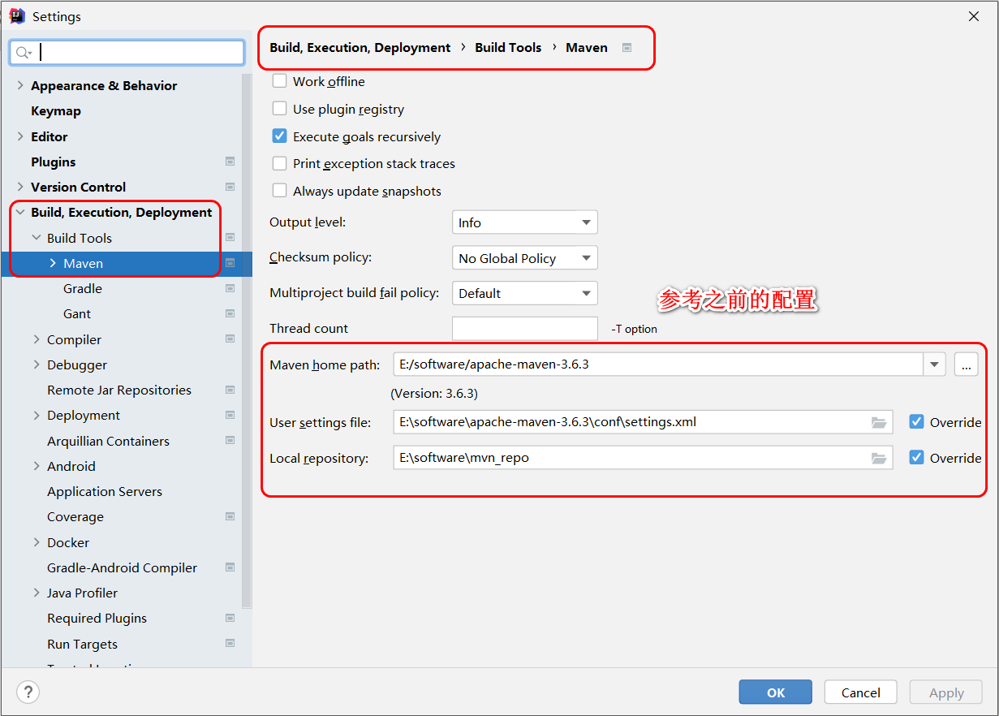 Settings
Appearance & Behavior
Keymap
Editor
Plugins
Version Control
Build, Execution, Deployment
Build Tools
Maven
Gradle
Gant
Compiler
Debugger
Remote Jar Repositories
Deployment
Arquillian Containers
Android
Application Servers
Coverage
Docker
Gradle-Android Compiler
Java Profiler
Required Plugins
Run Targets
Build, Execution, Deployment › Build Tools › Maven
Work offline
Use plugin registry
Execute goals recursively
Print exception stack traces
Always update snapshots
Output level: Info
Checksum policy: No Global Policy
Multiproject build fail policy: Default
参考之前的配置
Thread count -T option
Maven home path: E:/software/apache-maven-3.6.3 ...
(Version: 3.6.3)
User settings file: E:\software\apache-maven-3.6.3\conf\settings.xml Override
Local repository: E:\software\mvn_repo Override
? OK Cancel Apply